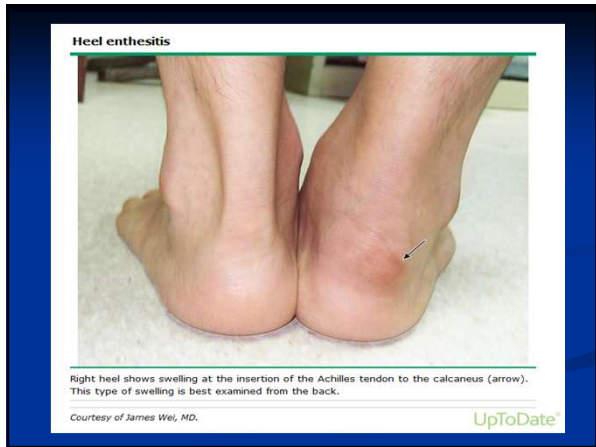 Heel enthesitis
Right heel shows swelling at the insertion of the Achilles tendon to the calcaneus (arrow).
This type of swelling is best examined from the back.
Courtesy of James Wei, MD.
UpToDate®